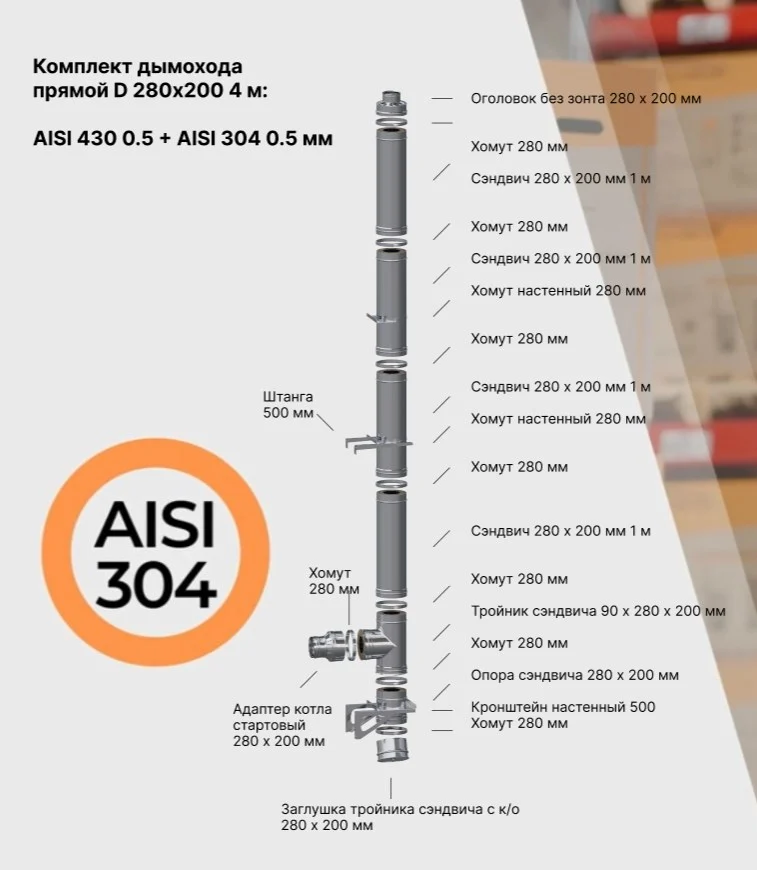 Комплект дымохода
прямой D 280x200 4 м:
AISI 430 0.5 + AISI 304 0.5 мм
Оголовок без зонта 280 x 200 мм
Хомут 280 мм
Сэндвич 280 x 200 мм 1 м
Хомут 280 мм
Сэндвич 280 x 200 мм 1 м
Хомут настенный 280 мм
Хомут 280 мм
Сэндвич 280 x 200 мм 1 м
Штанга
500 мм
Хомут настенный 280 мм
Хомут 280 мм
AISI
304
Сэндвич 280 x 200 мм 1 м
Хомут
280 мм
Хомут 280 мм
Тройник сэндвича 90 x 280 x 200 мм
Хомут 280 мм
Опора сэндвича 280 x 200 мм
Адаптер котла
стартовый
280 x 200 мм
Кронштейн настенный 500
Хомут 280 мм
Заглушка тройника сэндвича с к/о
280 x 200 мм